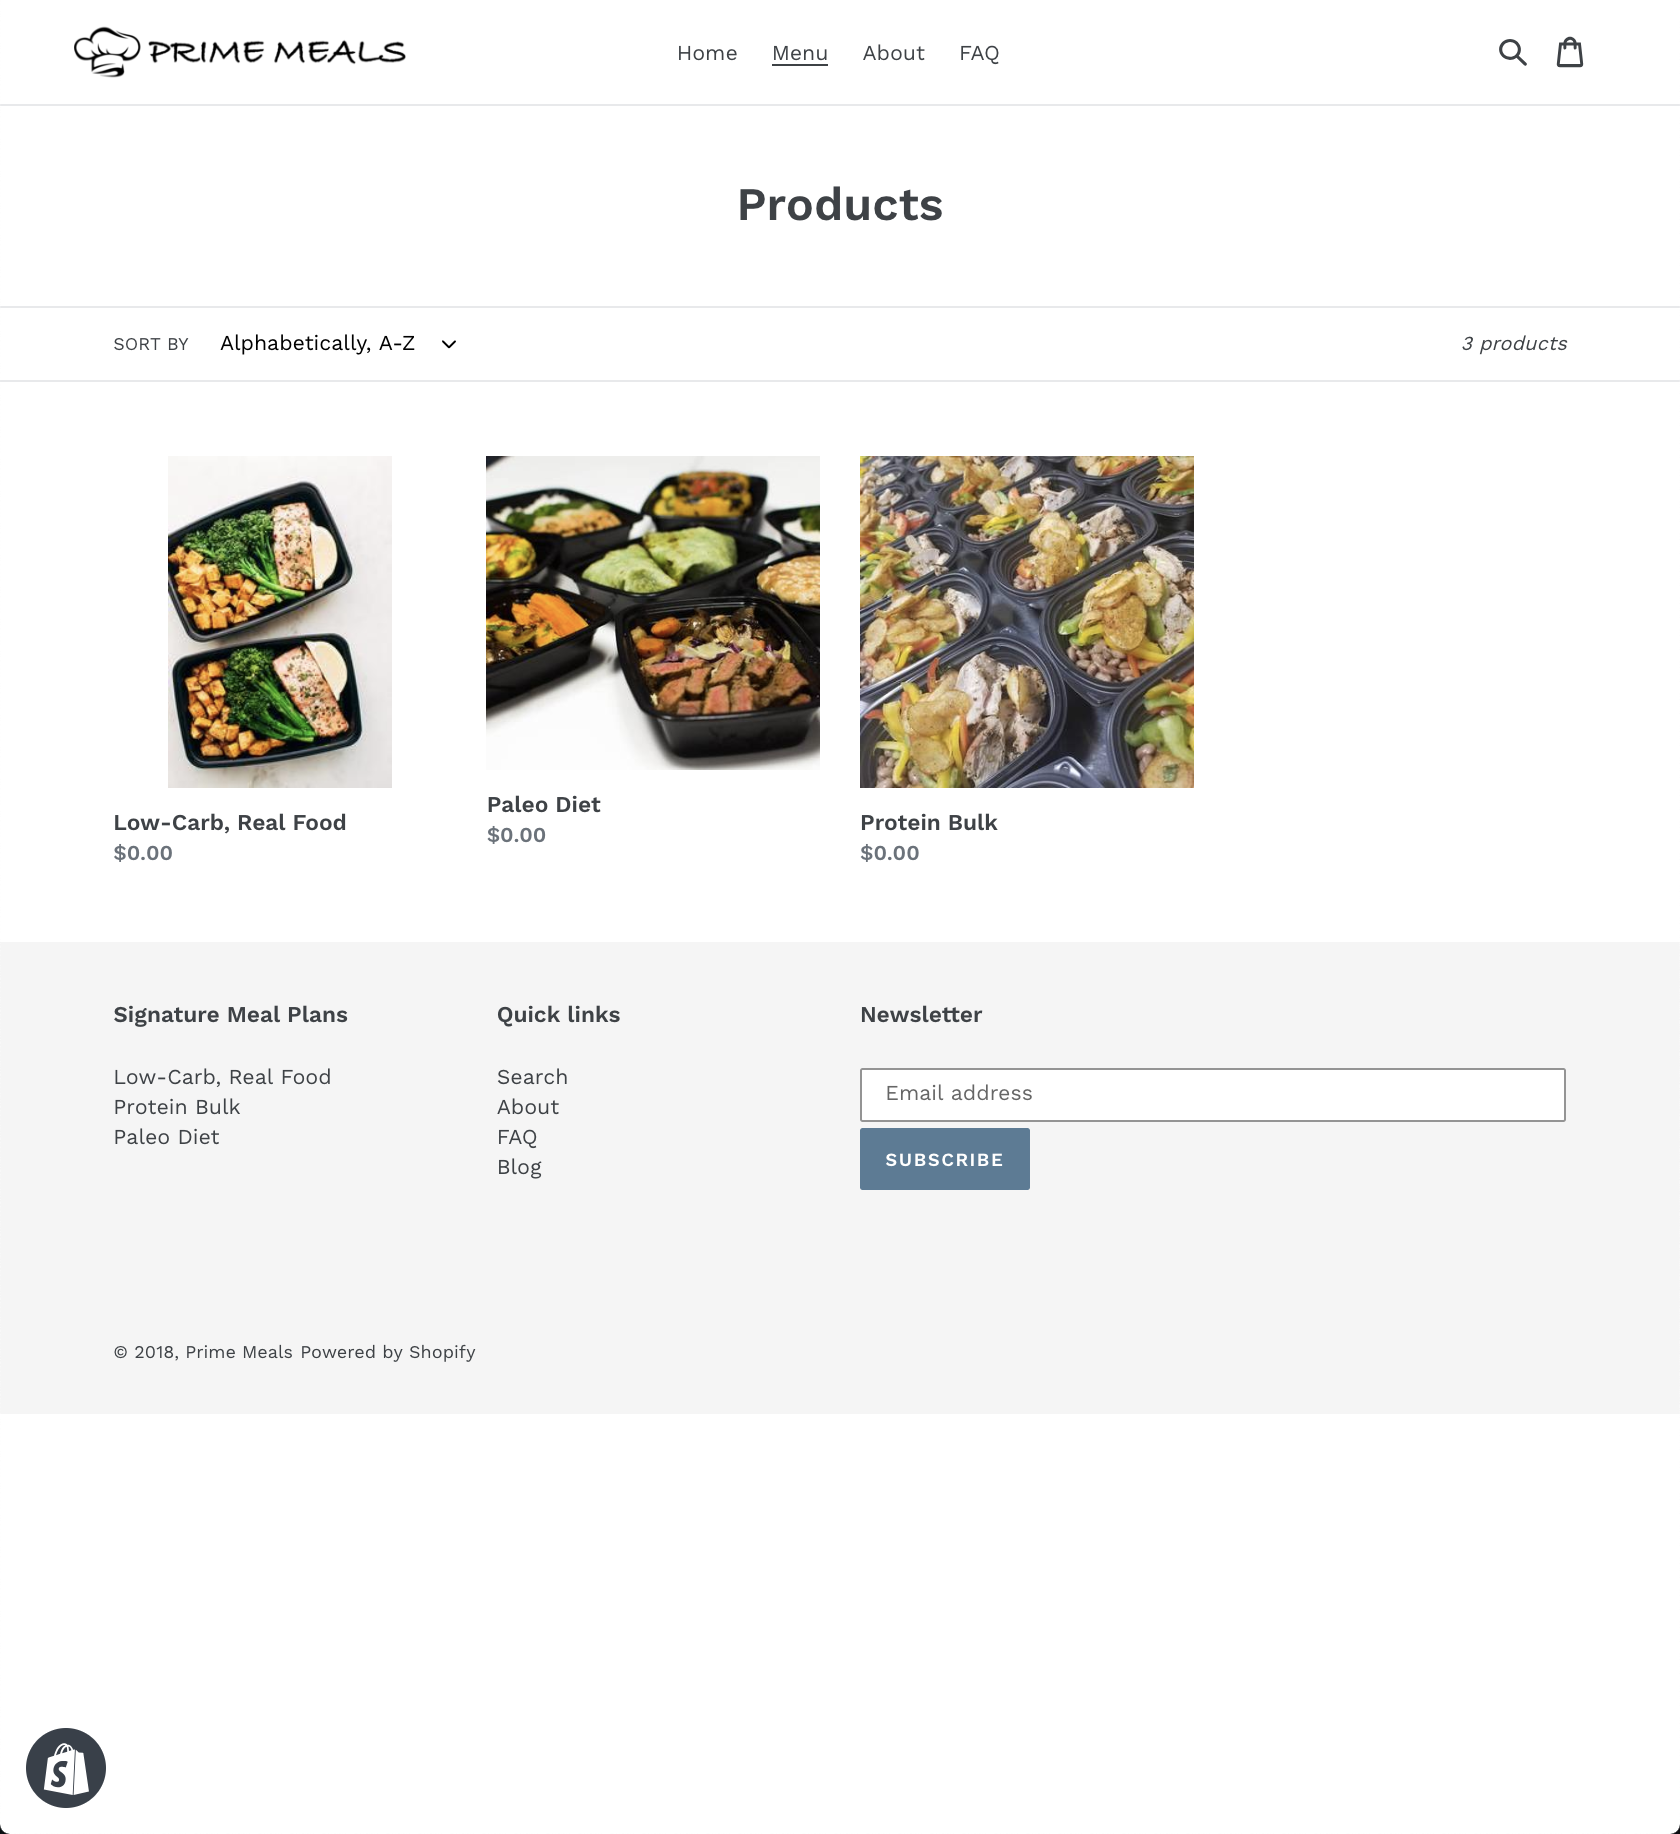 PRIME MEALS
Home Menu About FAQ
Products
SORT BY Alphabetically, A-Z
3 products
Low-Carb, Real Food
$0.00
Paleo Diet
$0.00
Protein Bulk
$0.00
Signature Meal Plans
Low-Carb, Real Food
Protein Bulk
Paleo Diet
Quick links
Search
About
FAQ
Blog
Newsletter
Email address
SUBSCRIBE
© 2018, Prime Meals Powered by Shopify
S